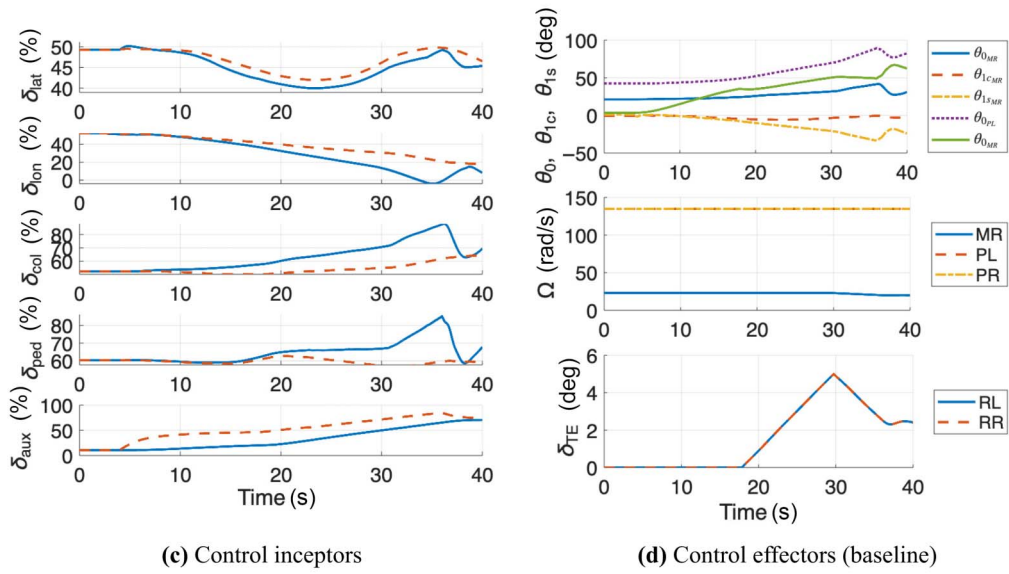 δlat (%)
50
45
40
0 10 20 30 40
δlon (%)
40
20
0
0 10 20 30 40
δcol (%)
80
70
60
0 10 20 30 40
δped (%)
80
70
60
0 10 20 30 40
δaux (%)
100
50
0
0 10 20 30 40
Time (s)
(c) Control inceptors
θ0, θ1c, θ1s (deg)
100
50
0
−50
0 10 20 30 40
θ0MR
θ1cMR
θ1sMR
θ0PL
θ0MR
Ω (rad/s)
150
100
50
0
0 10 20 30 40
MR
PL
PR
δTE (deg)
6
4
2
0
0 10 20 30 40
Time (s)
RL
RR
(d) Control effectors (baseline)